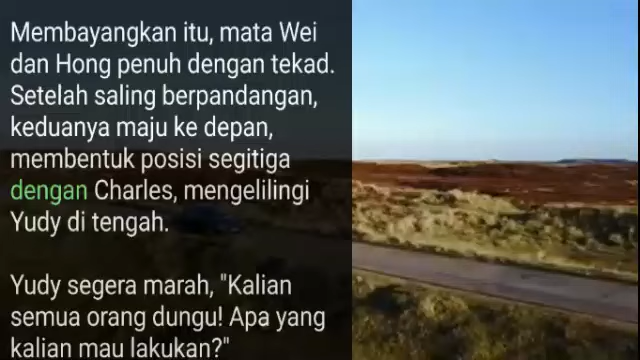 Membayangkan itu, mata Wei
dan Hong penuh dengan tekad.
Setelah saling berpandangan,
keduanya maju ke depan,
membentuk posisi segitiga
dengan Charles, mengelilingi
Yudy di tengah.
Yudy segera marah, "Kalian
semua orang dungu! Apa yang
kalian mau lakukan?"